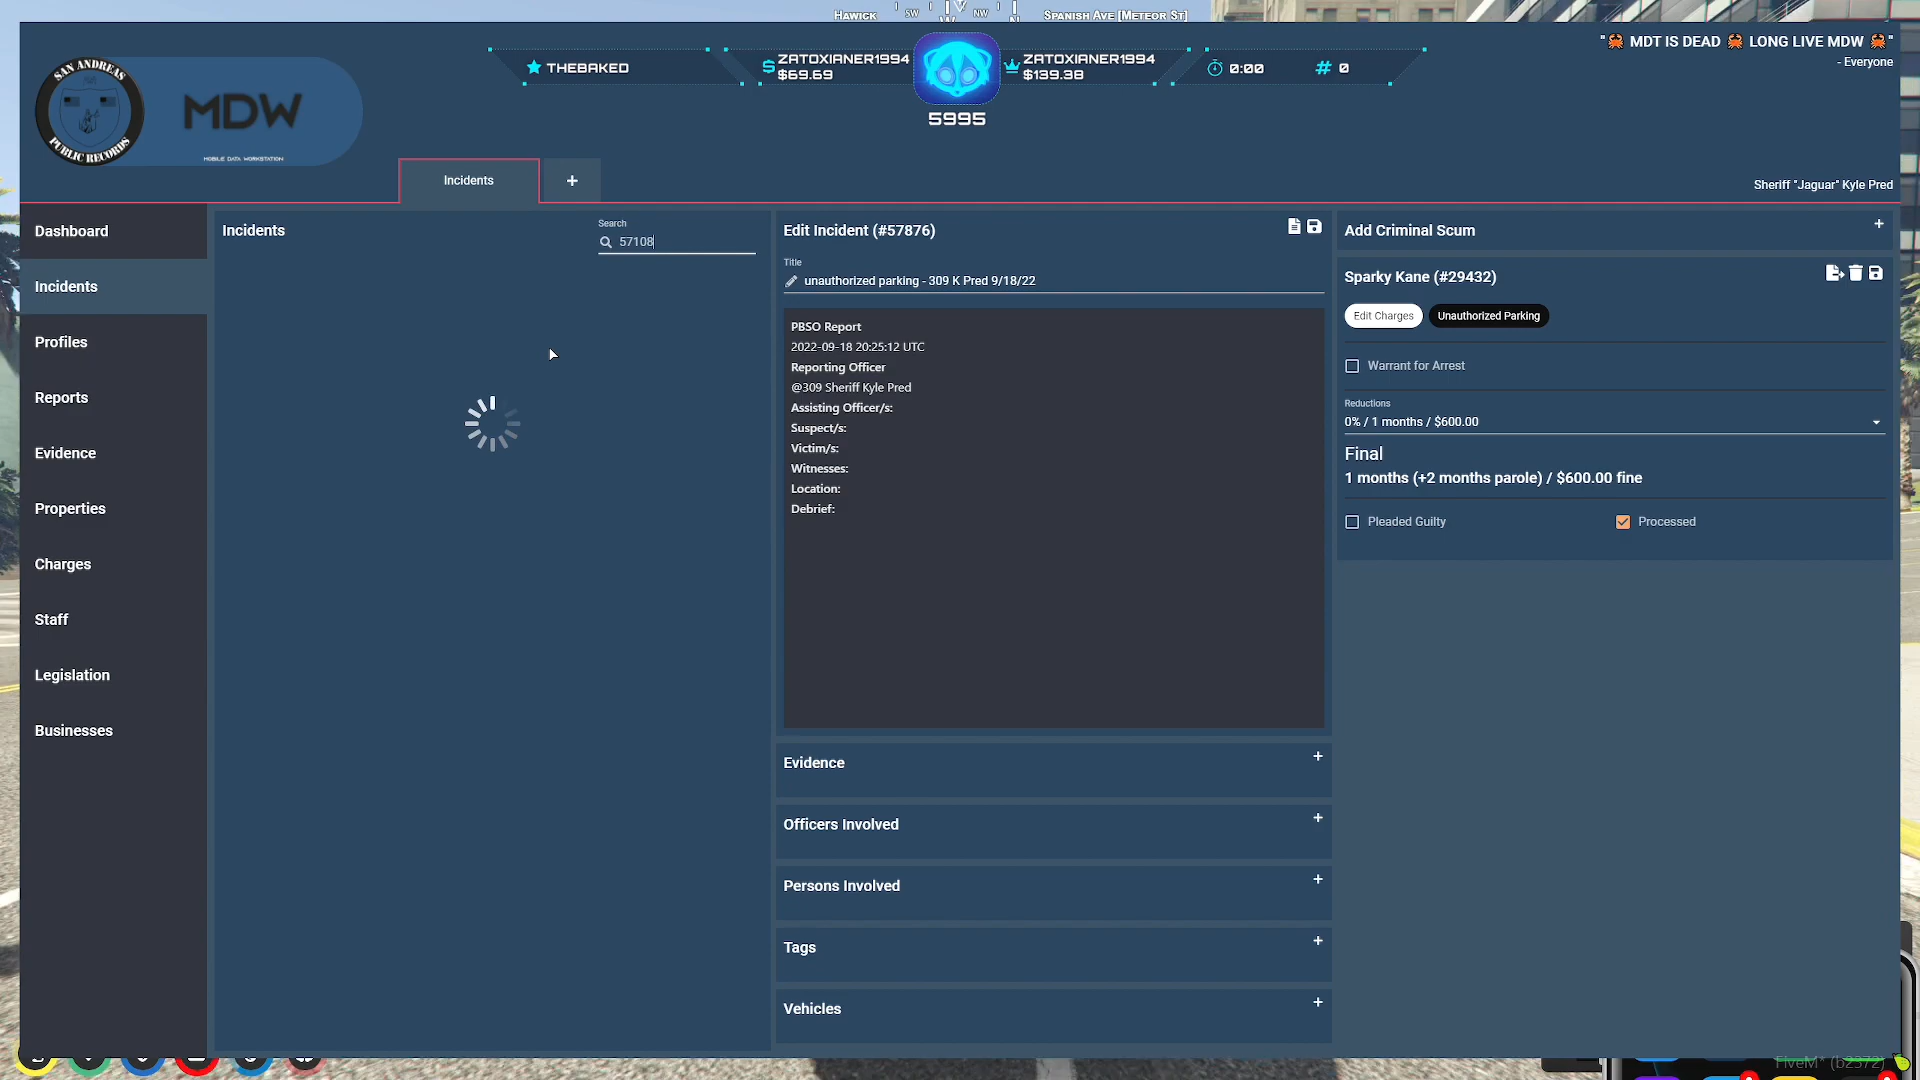 HAWICK
SW
W
NW
N
SPANISH AVE [METEOR ST]
" 🦀 MDT IS DEAD 🦀 LONG LIVE MDW 🦀 "
- Everyone
THEBAKED
ZATOXIANER1994
$69.69
ZATOXIANER1994
$139.38
0:00
# 0
5995
SAN ANDREAS
PUBLIC RECORDS
MDW
MOBILE DATA WORKSTATION
Incidents
+
Sheriff "Jaguar" Kyle Pred
Dashboard
Incidents
Profiles
Reports
Evidence
Properties
Charges
Staff
Legislation
Businesses
Incidents
Search
57108
Edit Incident (#57876)
Title
unauthorized parking - 309 K Pred 9/18/22
PBSO Report
2022-09-18 20:25:12 UTC
Reporting Officer
@309 Sheriff Kyle Pred
Assisting Officer/s:
Suspect/s:
Victim/s:
Witnesses:
Location:
Debrief:
Evidence
+
Officers Involved
+
Persons Involved
+
Tags
+
Vehicles
+
Add Criminal Scum
+
Sparky Kane (#29432)
Edit Charges
Unauthorized Parking
Warrant for Arrest
Reductions
0% / 1 months / $600.00
Final
1 months (+2 months parole) / $600.00 fine
Pleaded Guilty
Processed
FiveM* (b2372)